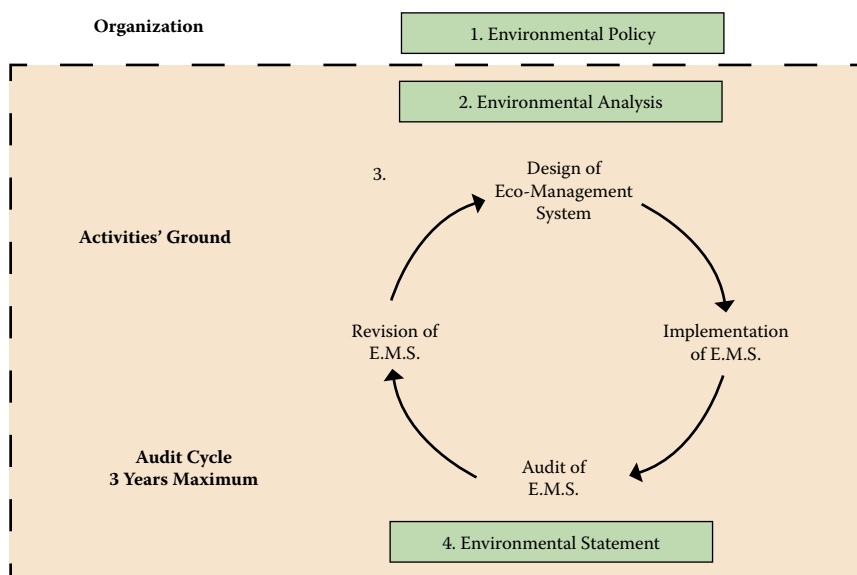 Organization
1. Environmental Policy
2. Environmental Analysis
3.
Design of
Eco-Management
System
Activities’ Ground
Revision of
E.M.S.
Implementation
of E.M.S.
Audit Cycle
3 Years Maximum
Audit of
E.M.S.
4. Environmental Statement